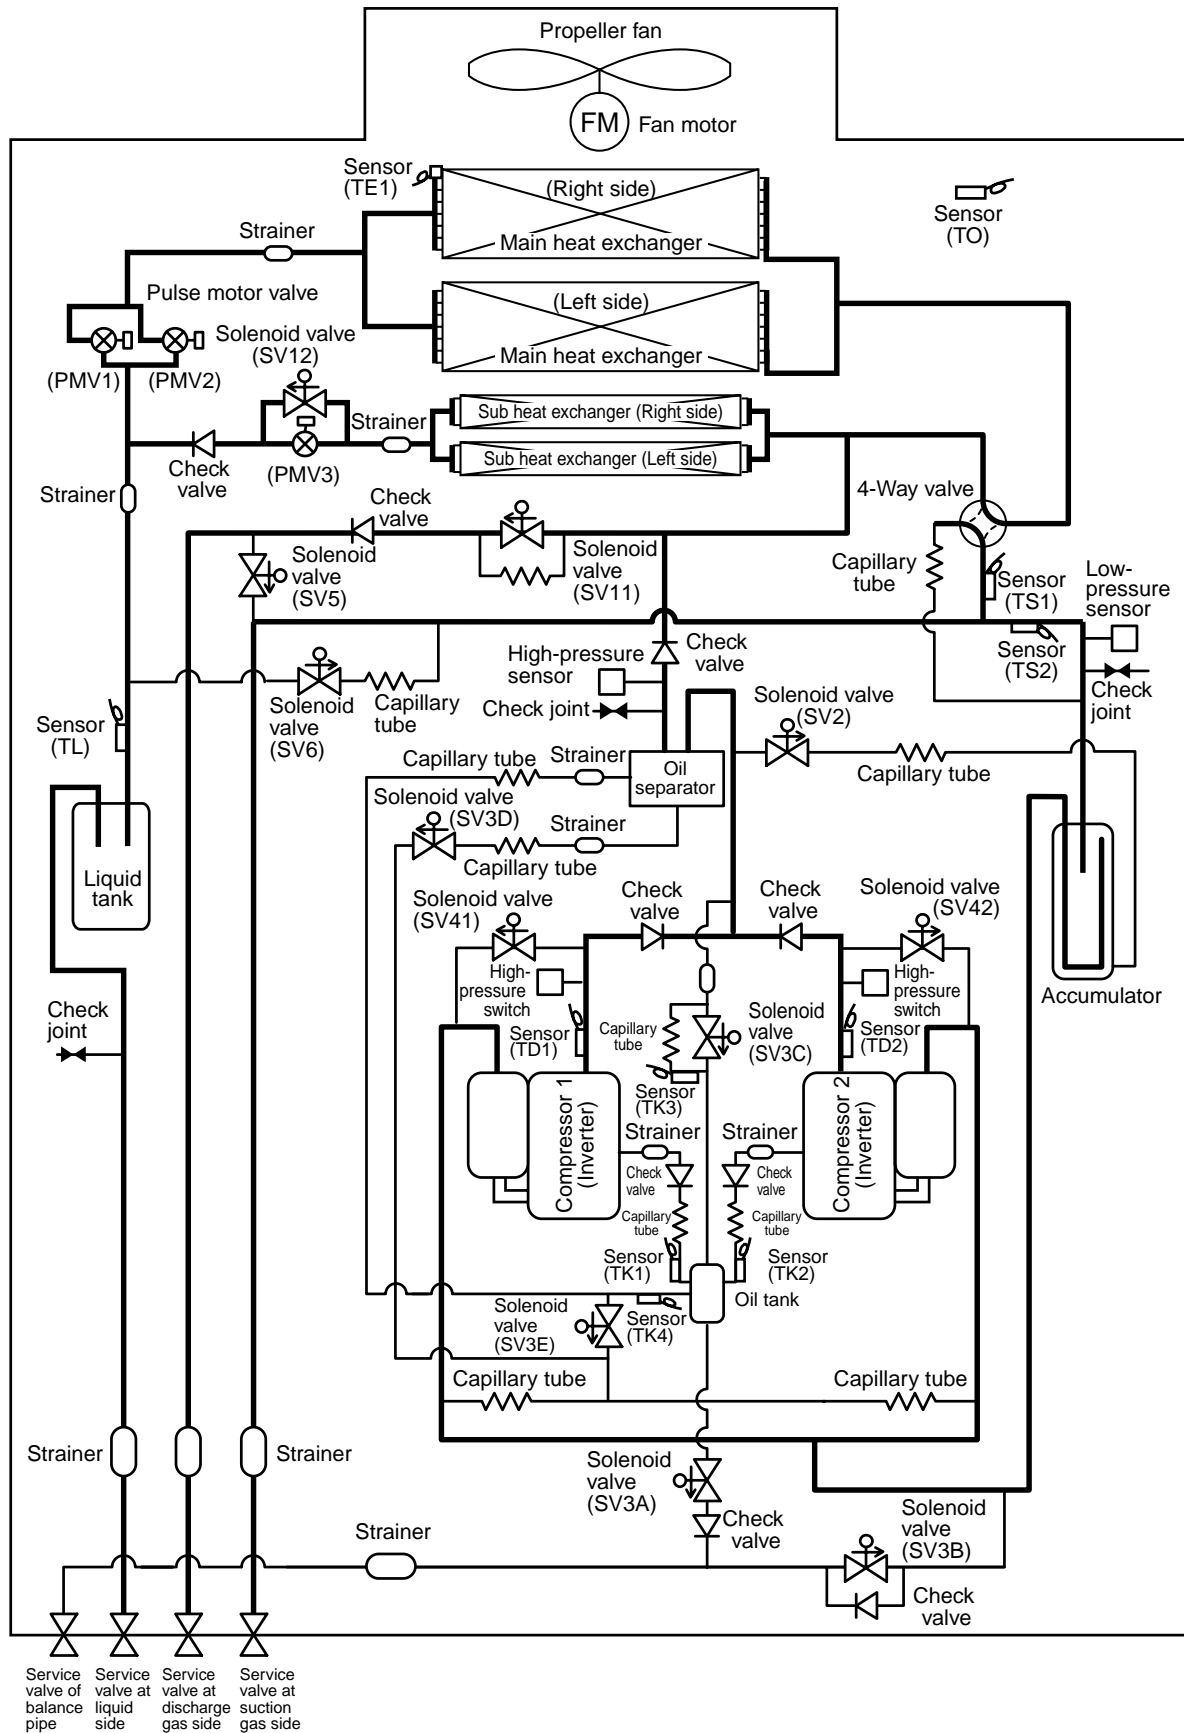 Propeller fan
FM
Fan motor
Sensor
(TE1)
(Right side)
Main heat exchanger
Sensor
(TO)
Strainer
(Left side)
Main heat exchanger
Pulse motor valve
Solenoid valve
(SV12)
(PMV1)
(PMV2)
Strainer
Sub heat exchanger (Right side)
Sub heat exchanger (Left side)
Check
valve
(PMV3)
Strainer
Check
valve
4-Way valve
Solenoid
valve
(SV5)
Solenoid
valve
(SV11)
Capillary
tube
Sensor
(TS1)
Low-
pressure
sensor
High-pressure
sensor
Check
valve
Sensor
(TS2)
Check
joint
Solenoid
valve
(SV6)
Capillary
tube
Check joint
Solenoid valve
(SV2)
Sensor
(TL)
Capillary tube
Strainer
Oil
separator
Capillary tube
Solenoid valve
(SV3D)
Strainer
Capillary tube
Liquid
tank
Solenoid valve
(SV41)
Check
valve
Check
valve
Solenoid valve
(SV42)
High-
pressure
switch
High-
pressure
switch
Accumulator
Check
joint
Sensor
(TD1)
Capillary
tube
Solenoid
valve
(SV3C)
Sensor
(TD2)
Sensor
(TK3)
Compressor 1
(Inverter)
Strainer
Strainer
Compressor 2
(Inverter)
Check
valve
Check
valve
Capillary
tube
Capillary
tube
Sensor
(TK1)
Sensor
(TK2)
Oil tank
Solenoid
valve
(SV3E)
Sensor
(TK4)
Capillary tube
Capillary tube
Strainer
Strainer
Solenoid
valve
(SV3A)
Check
valve
Solenoid
valve
(SV3B)
Strainer
Check
valve
Service
valve of
balance
pipe
Service
valve at
liquid
side
Service
valve at
discharge
gas side
Service
valve at
suction
gas side